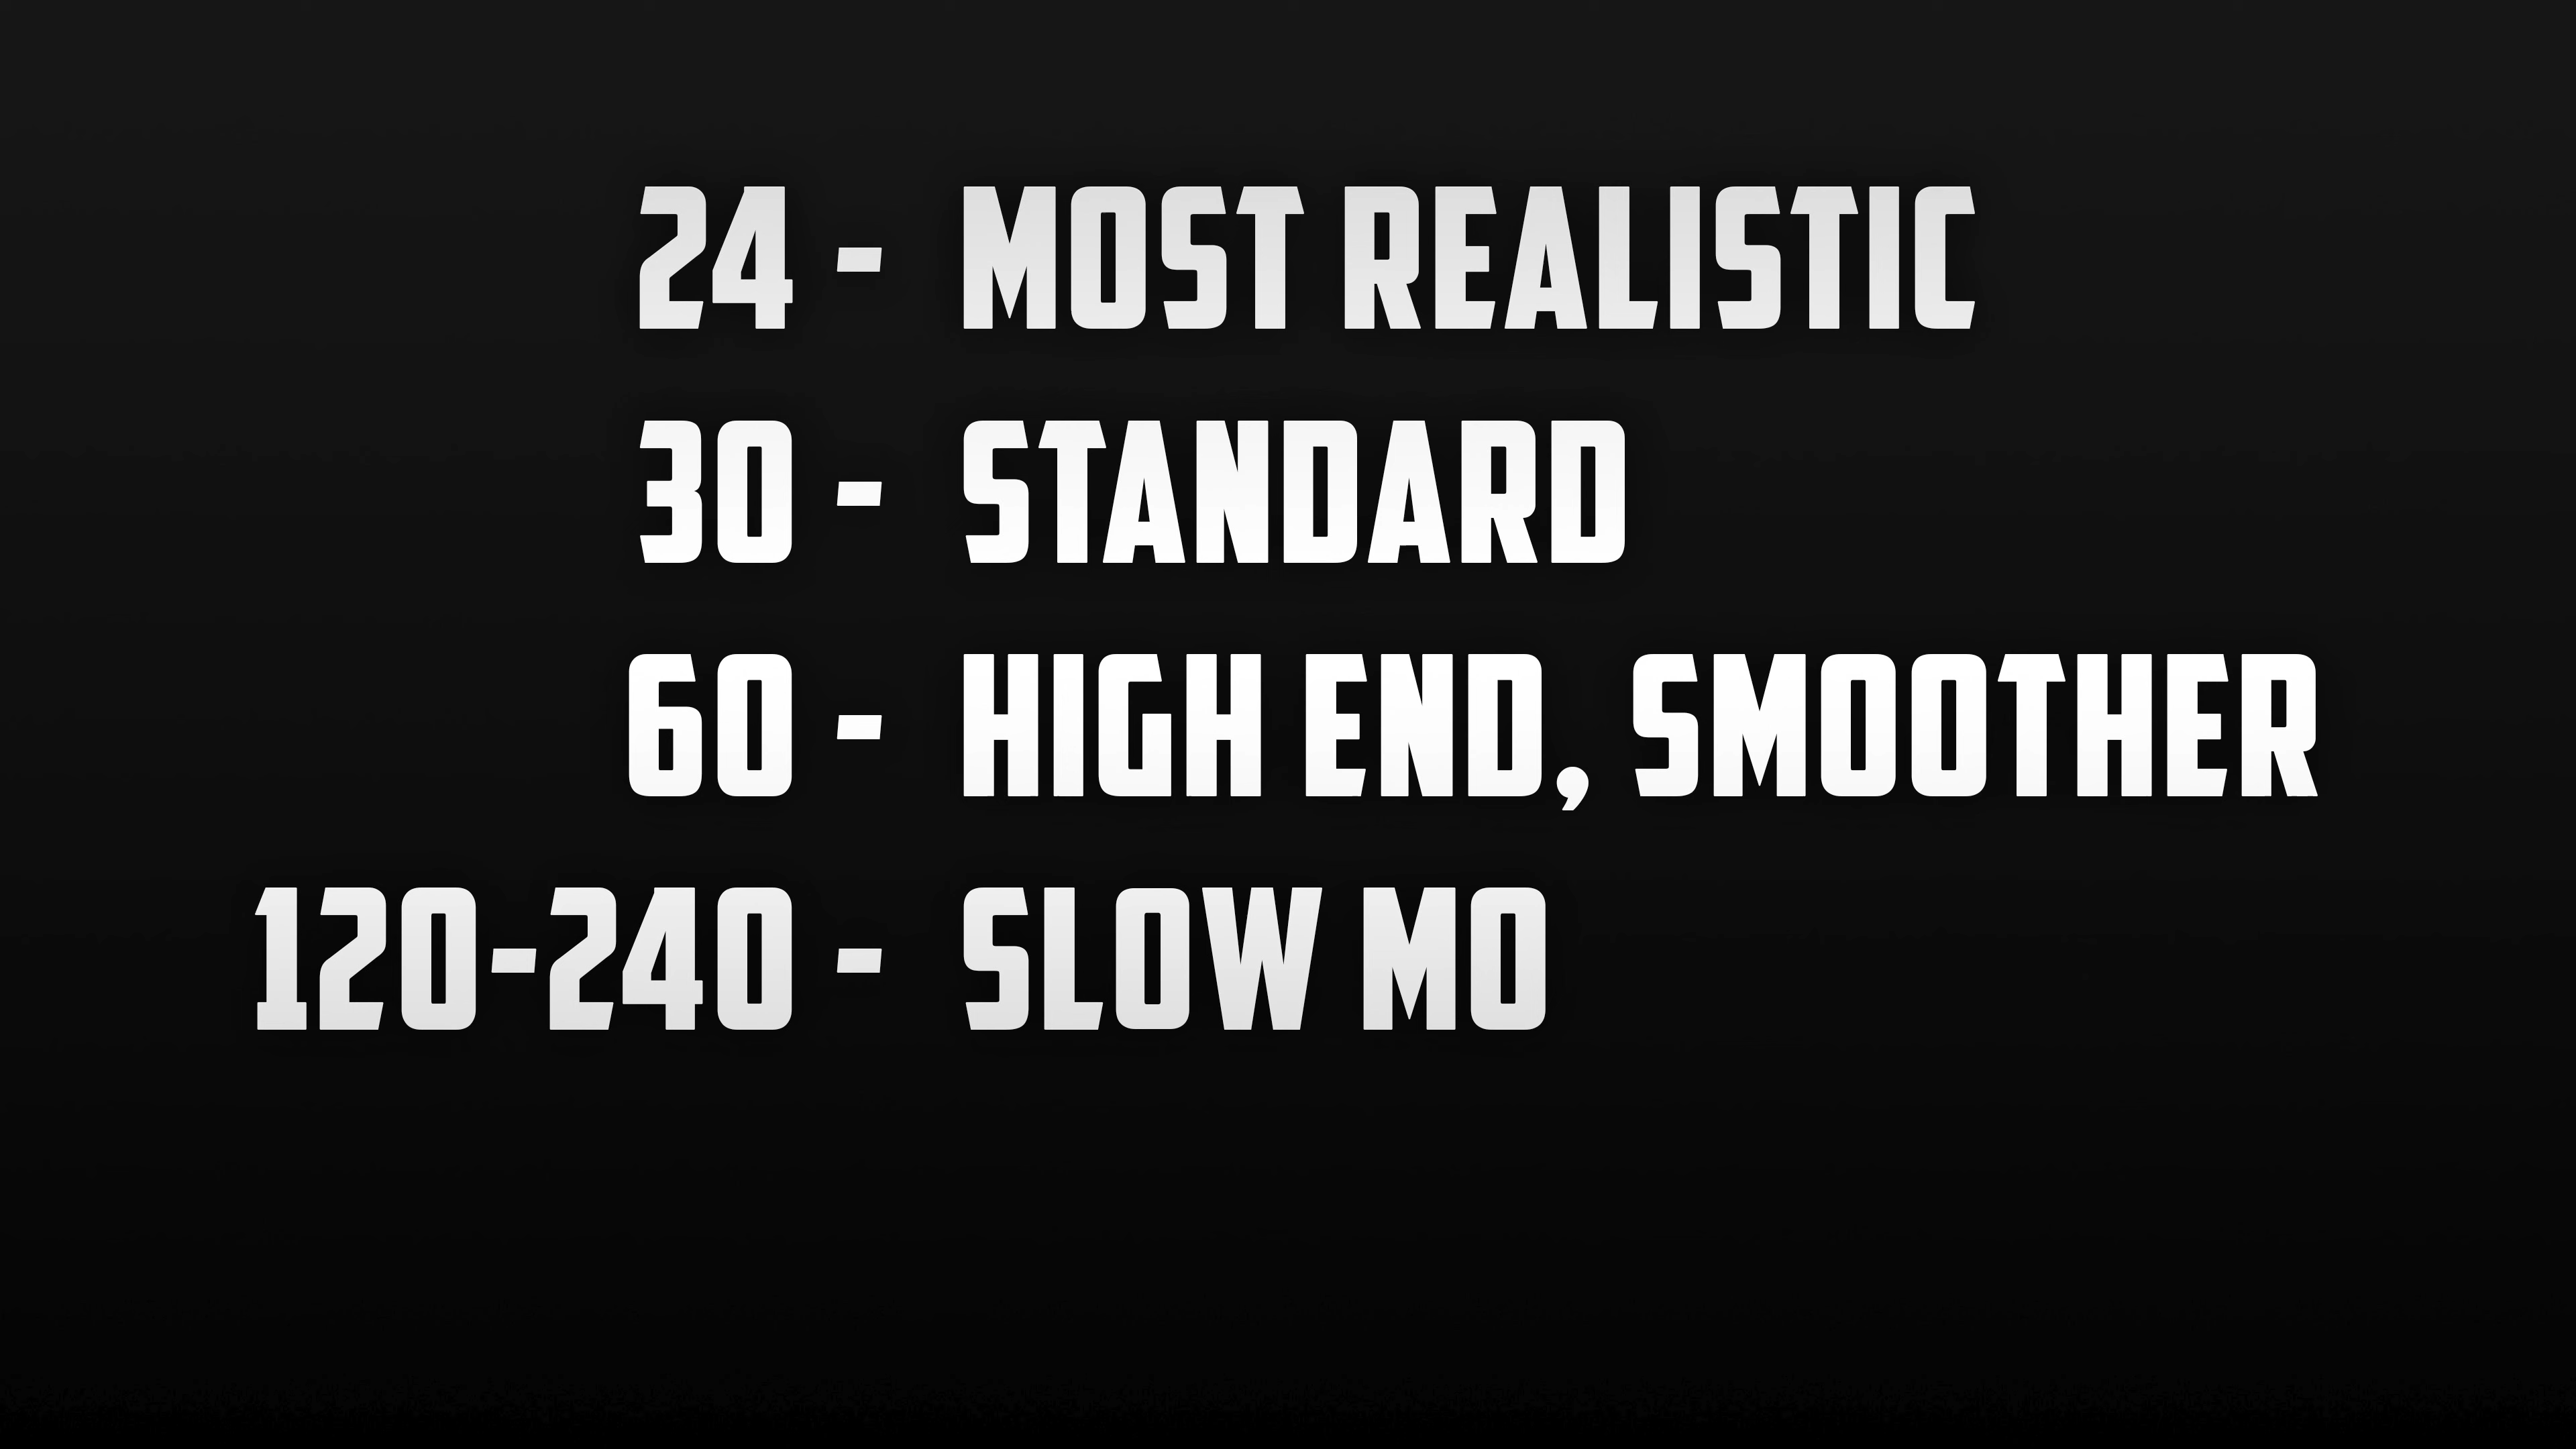 24 - MOST REALISTIC
30 - STANDARD
60 - HIGH END, SMOOTHER
120-240 - SLOW MO